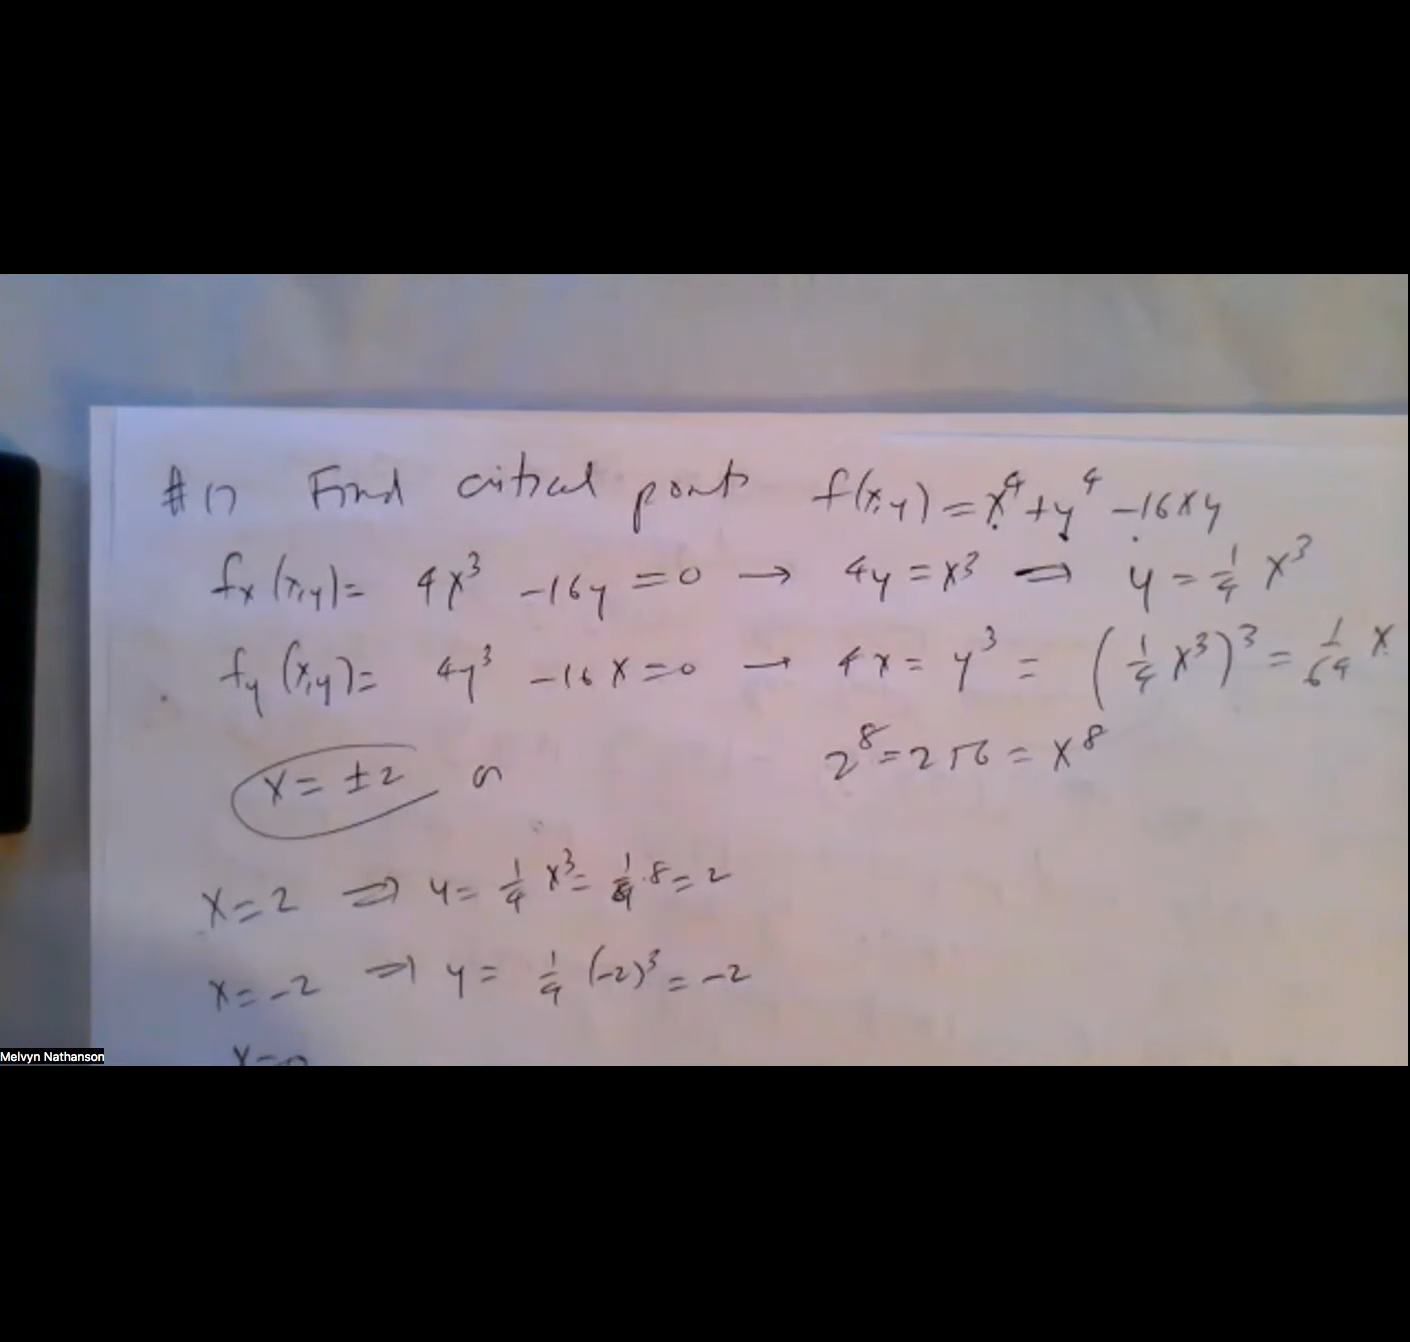 #17 Find critical points f(x,y) = x⁴ + y⁴ - 16xy
fx(x,y) = 4x³ - 16y = 0 → 4y = x³ ⇒ y = 1/4 x³
fy(x,y) = 4y³ - 16x = 0 → 4x = y³ = (1/4 x³)³ = 1/64 x
2⁸ = 256 = x⁸
x = ±2 or
x = 2 ⇒ y = 1/4 x³ = 1/4 · 8 = 2
x = -2 ⇒ y = 1/4 (-2)³ = -2
x = 0
Melvyn Nathanson